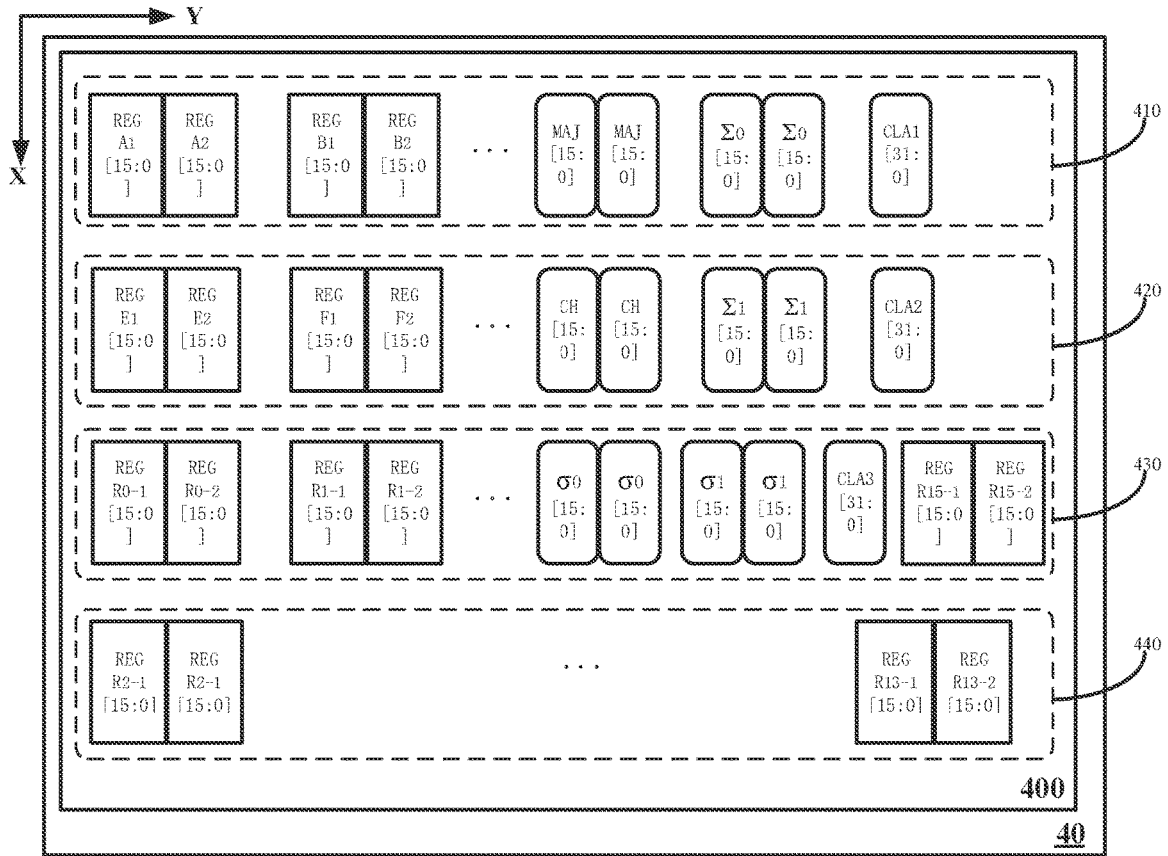 Y
X
REG A1 [15:0]
REG A2 [15:0]
REG B1 [15:0]
REG B2 [15:0]
...
MAJ [15:0]
MAJ [15:0]
Σ0 [15:0]
Σ0 [15:0]
CLA1 [31:0]
410
REG E1 [15:0]
REG E2 [15:0]
REG F1 [15:0]
REG F2 [15:0]
...
CH [15:0]
CH [15:0]
Σ1 [15:0]
Σ1 [15:0]
CLA2 [31:0]
420
REG R0-1 [15:0]
REG R0-2 [15:0]
REG R1-1 [15:0]
REG R1-2 [15:0]
...
σ0 [15:0]
σ0 [15:0]
σ1 [15:0]
σ1 [15:0]
CLA3 [31:0]
REG R15-1 [15:0]
REG R15-2 [15:0]
430
REG R2-1 [15:0]
REG R2-1 [15:0]
...
REG R13-1 [15:0]
REG R13-2 [15:0]
440
400
40